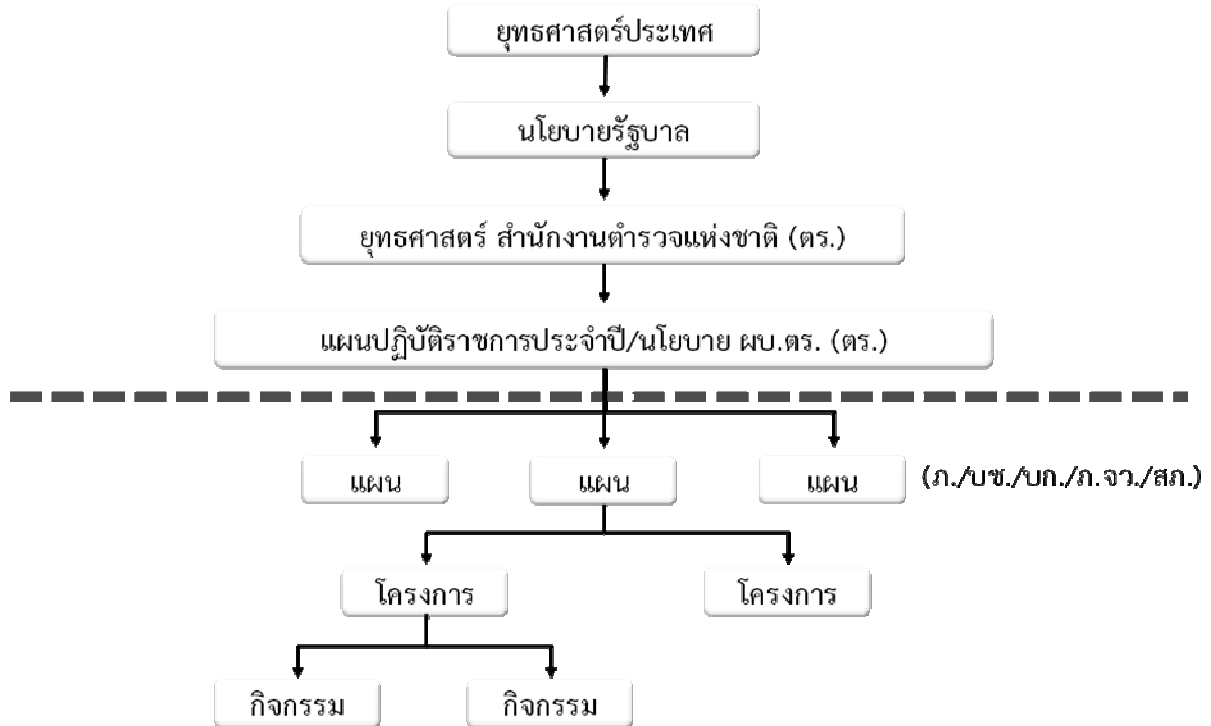 ยุทธศาสตร์ประเทศ
นโยบายรัฐบาล
ยุทธศาสตร์ สำนักงานตำรวจแห่งชาติ (ตร.)
แผนปฏิบัติราชการประจำปี/นโยบาย ผบ.ตร. (ตร.)
แผน แผน แผน (ภ./บช./บก./ภ.จว./สภ.)
โครงการ โครงการ
กิจกรรม กิจกรรม